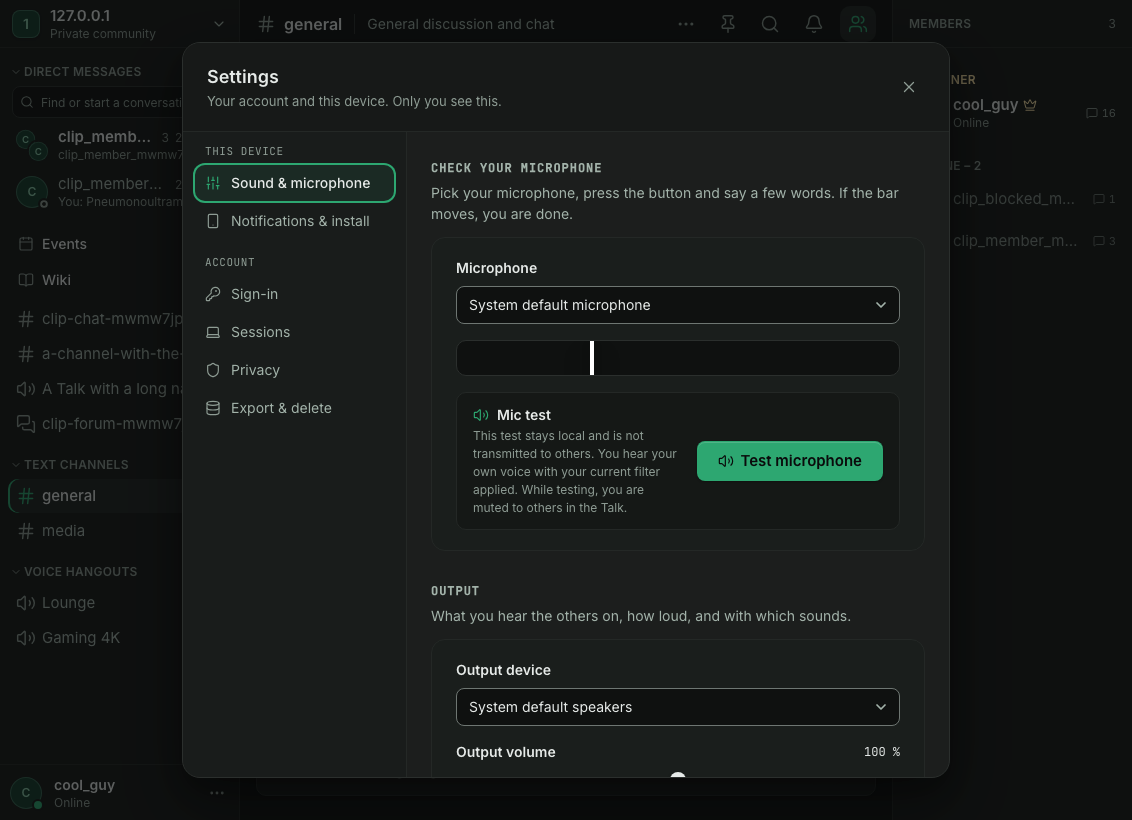 1
127.0.0.1
Private community
general
General discussion and chat
MEMBERS
3
DIRECT MESSAGES
Find or start a conversati
C
C
clip_memb...
3
2
clip_member_mwmw7
C
clip_member...
2
You: Pneumonoultram
Events
Wiki
clip-chat-mwmw7jp
a-channel-with-the-
A Talk with a long na
clip-forum-mwmw7
TEXT CHANNELS
general
media
VOICE HANGOUTS
Lounge
Gaming 4K
C
cool_guy
Online
Settings
Your account and this device. Only you see this.
THIS DEVICE
Sound & microphone
Notifications & install
ACCOUNT
Sign-in
Sessions
Privacy
Export & delete
CHECK YOUR MICROPHONE
Pick your microphone, press the button and say a few words. If the bar
moves, you are done.
Microphone
System default microphone
Mic test
This test stays local and is not
transmitted to others. You hear your
own voice with your current filter
applied. While testing, you are
muted to others in the Talk.
Test microphone
OUTPUT
What you hear the others on, how loud, and with which sounds.
Output device
System default speakers
Output volume
100 %
NER
cool_guy
16
Online
NE – 2
clip_blocked_m...
1
clip_member_m...
3